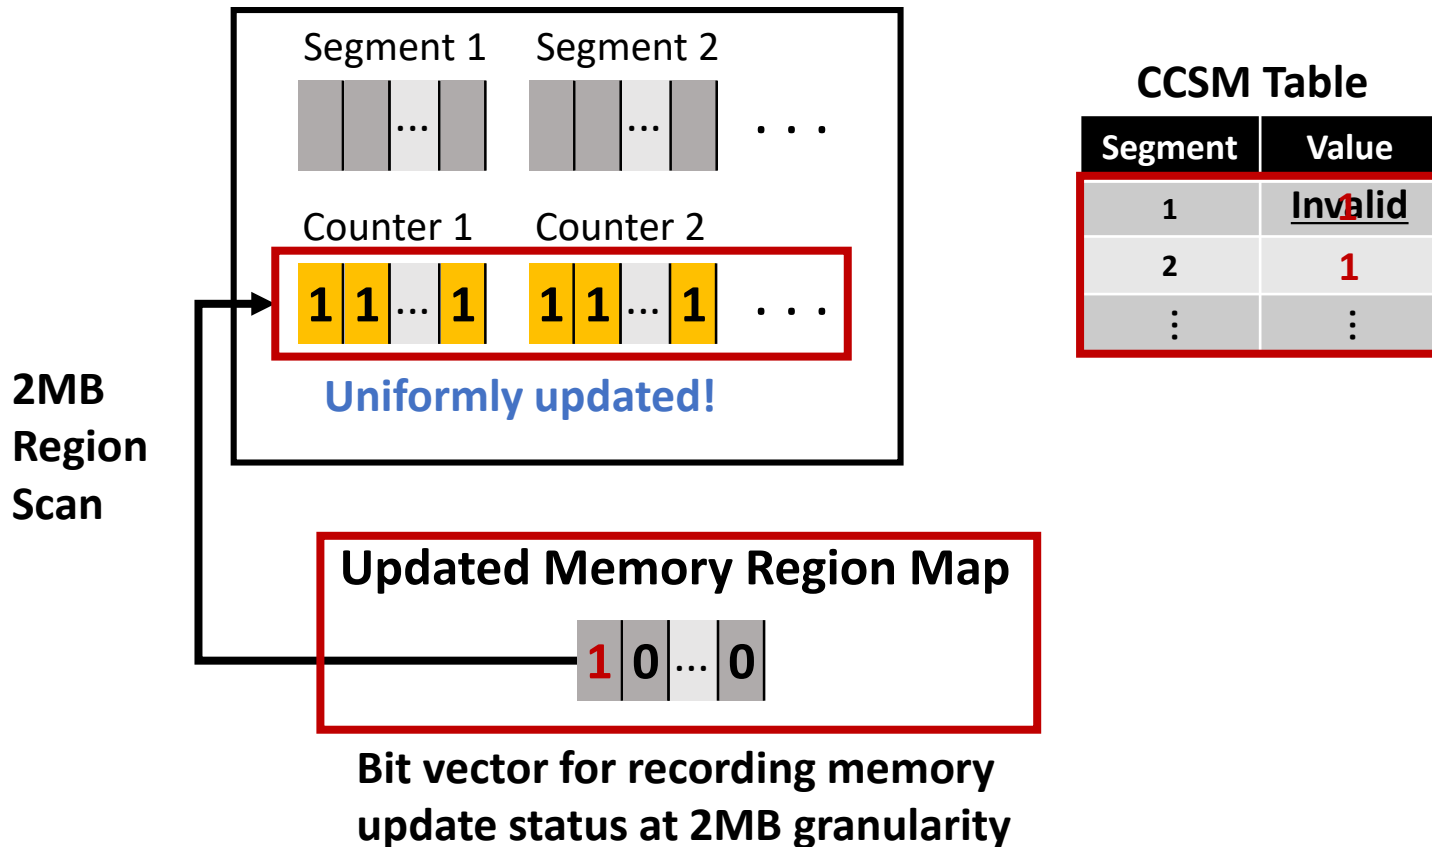 Segment 1 Segment 2
... ... . . .
Counter 1 Counter 2
1 1 ... 1 1 1 ... 1 . . .
Uniformly updated!
2MB
Region
Scan
Updated Memory Region Map
1 0 ... 0
Bit vector for recording memory
update status at 2MB granularity
CCSM Table
Segment Value
1 Invalid 1
2 1
⋮ ⋮